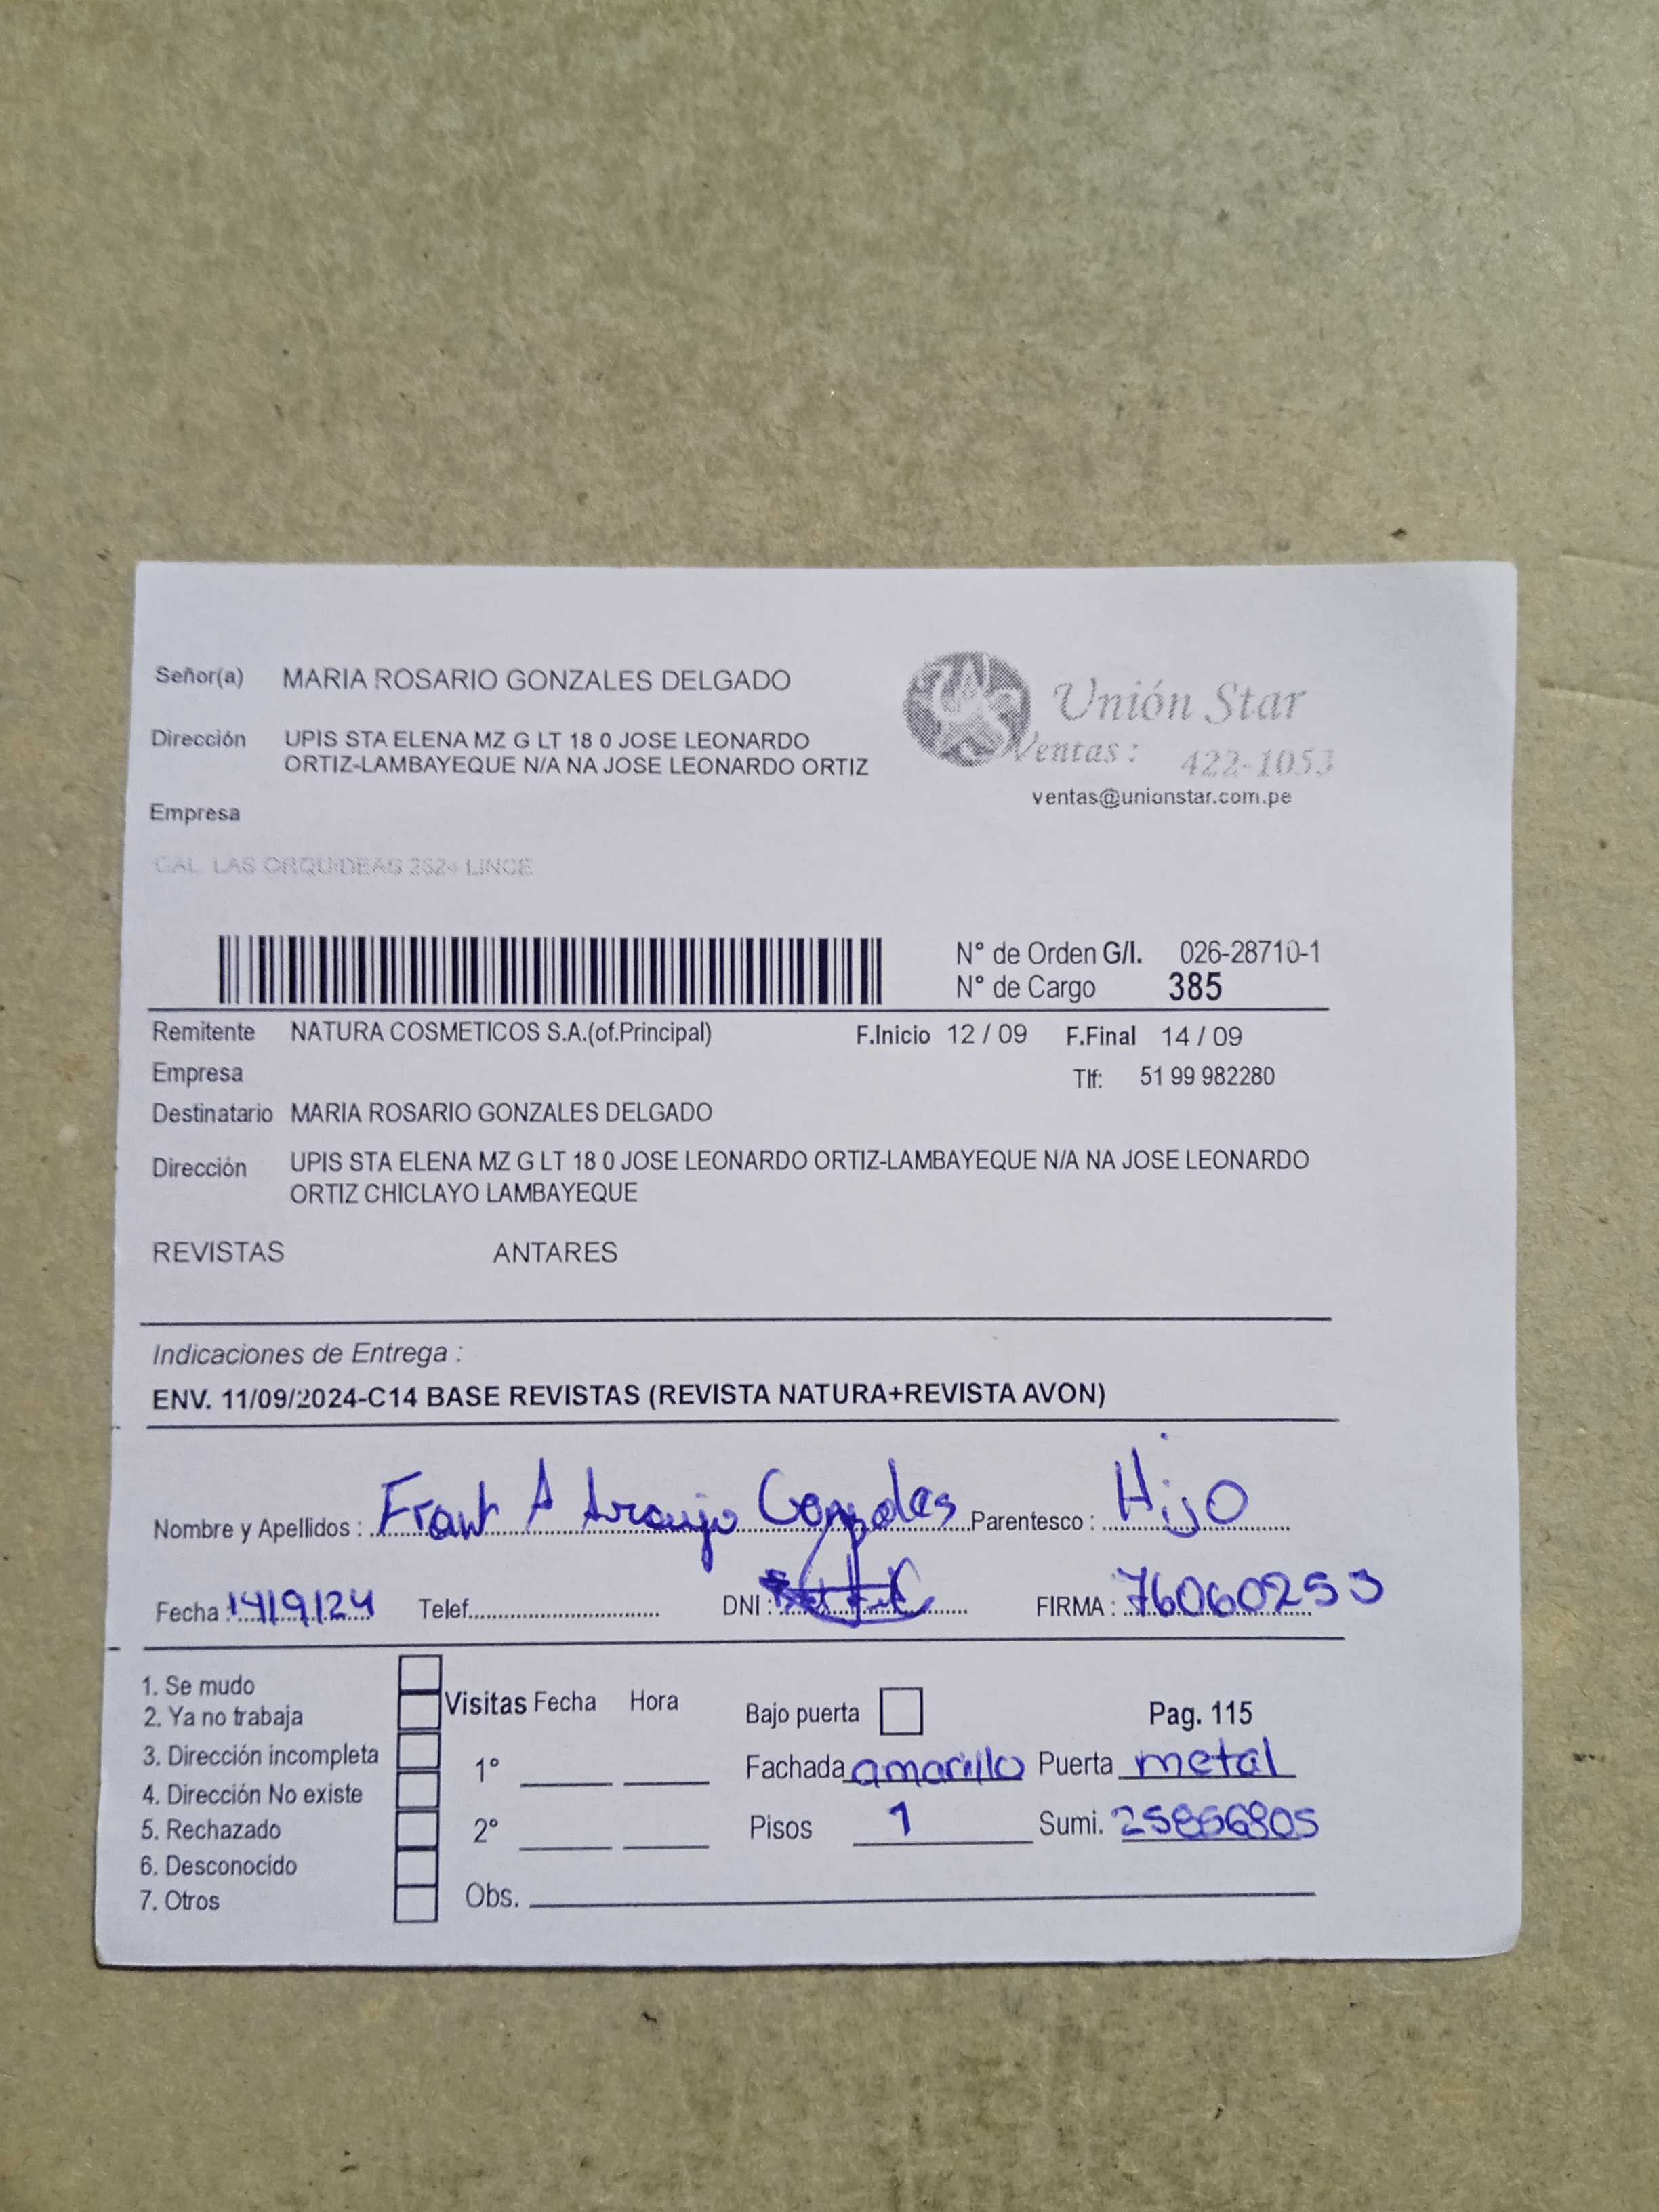 Señor(a) MARIA ROSARIO GONZALES DELGADO
Dirección UPIS STA ELENA MZ G LT 18 0 JOSE LEONARDO
ORTIZ-LAMBAYEQUE N/A NA JOSE LEONARDO ORTIZ
Empresa
Unión Star
Ventas: 422-1053
ventas@unionstar.com.pe
CAL. LAS ORQUIDEAS 2624 LINCE
N° de Orden G/I. 026-28710-1
N° de Cargo 385
Remitente NATURA COSMETICOS S.A.(of.Principal) F.Inicio 12 / 09 F.Final 14 / 09
Empresa Tlf: 51 99 982280
Destinatario MARIA ROSARIO GONZALES DELGADO
Dirección UPIS STA ELENA MZ G LT 18 0 JOSE LEONARDO ORTIZ-LAMBAYEQUE N/A NA JOSE LEONARDO
ORTIZ CHICLAYO LAMBAYEQUE
REVISTAS ANTARES
Indicaciones de Entrega :
ENV. 11/09/2024-C14 BASE REVISTAS (REVISTA NATURA+REVISTA AVON)
Nombre y Apellidos : A Araujo Gonzales Parentesco : Hijo
Fecha : 14/9/24 Telef. DNI : FIRMA : 76060253
1. Se mudo
2. Ya no trabaja
3. Dirección incompleta
4. Dirección No existe
5. Rechazado
6. Desconocido
7. Otros
Visitas Fecha Hora
1°
2°
Obs.
Bajo puerta Pag. 115
Fachada amarillo Puerta metal
Pisos 1 Sumi. 25866805